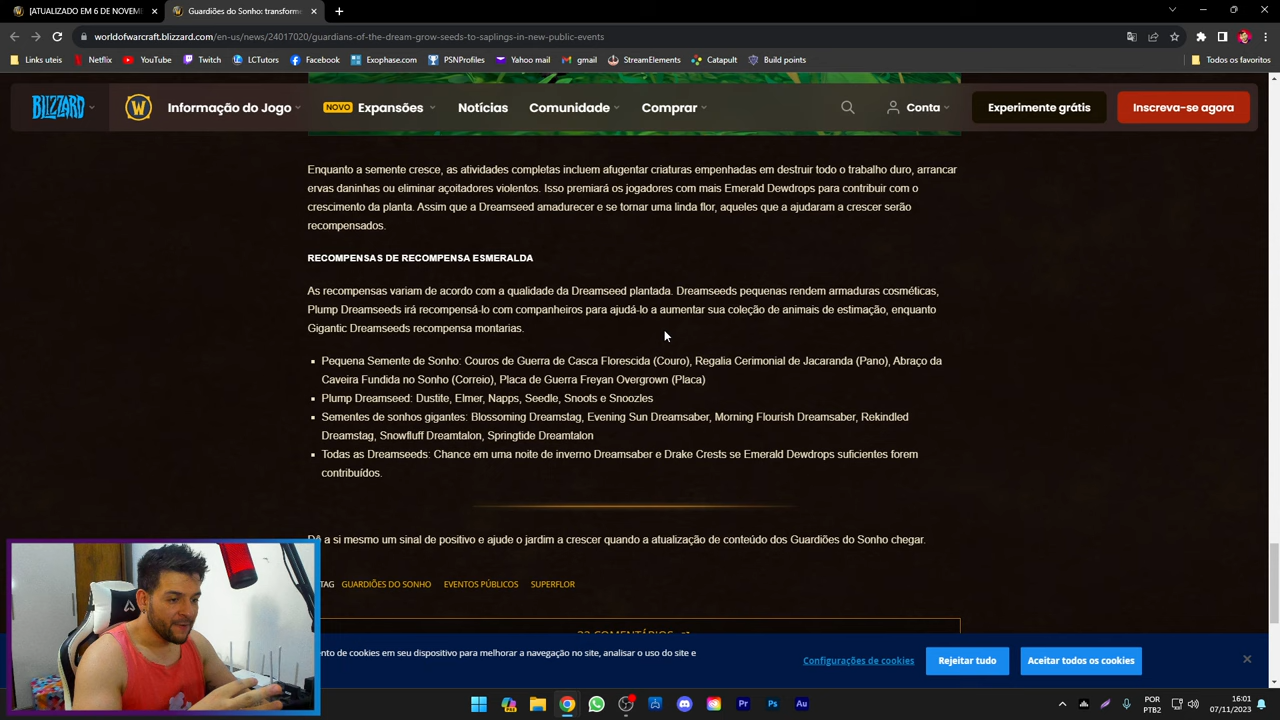 [ATUALIZADO EM 6 DE NOVEM
Guardiões do Sonho: transform
worldofwarcraft.blizzard.com/en-us/news/24017020/guardians-of-the-dream-grow-seeds-to-saplings-in-new-public-events
Links uteis Netflix YouTube Twitch LCTutors Facebook Exophase.com PSNProfiles Yahoo mail gmail StreamElements Catapult Build points Todos os favoritos
BLIZZARD W Informação do Jogo NOVO Expansões Notícias Comunidade Comprar Conta Experimente grátis Inscreva-se agora
Enquanto a semente cresce, as atividades completas incluem afugentar criaturas empenhadas em destruir todo o trabalho duro, arrancar
ervas daninhas ou eliminar açoitadores violentos. Isso premiará os jogadores com mais Emerald Dewdrops para contribuir com o
crescimento da planta. Assim que a Dreamseed amadurecer e se tornar uma linda flor, aqueles que a ajudaram a crescer serão
recompensados.
RECOMPENSAS DE RECOMPENSA ESMERALDA
As recompensas variam de acordo com a qualidade da Dreamseed plantada. Dreamseeds pequenas rendem armaduras cosméticas,
Plump Dreamseeds irá recompensá-lo com companheiros para ajudá-lo a aumentar sua coleção de animais de estimação, enquanto
Gigantic Dreamseeds recompensa montarias.
Pequena Semente de Sonho: Couros de Guerra de Casca Florescida (Couro), Regalia Cerimonial de Jacaranda (Pano), Abraço da
Caveira Fundida no Sonho (Correio), Placa de Guerra Freyan Overgrown (Placa)
Plump Dreamseed: Dustite, Elmer, Napps, Seedle, Snoots e Snoozles
Sementes de sonhos gigantes: Blossoming Dreamstag, Evening Sun Dreamsaber, Morning Flourish Dreamsaber, Rekindled
Dreamstag, Snowfluff Dreamtalon, Springtide Dreamtalon
Todas as Dreamseeds: Chance em uma noite de inverno Dreamsaber e Drake Crests se Emerald Dewdrops suficientes forem
contribuídos.
Dê a si mesmo um sinal de positivo e ajude o jardim a crescer quando a atualização de conteúdo dos Guardiões do Sonho chegar.
TAG GUARDIÕES DO SONHO EVENTOS PÚBLICOS SUPERFLOR
22 COMENTÁRIOS
ento de cookies em seu dispositivo para melhorar a navegação no site, analisar o uso do site e
Configurações de cookies Rejeitar tudo Aceitar todos os cookies
Pr Ps Au
POR
PTB2
16:01
07/11/2023